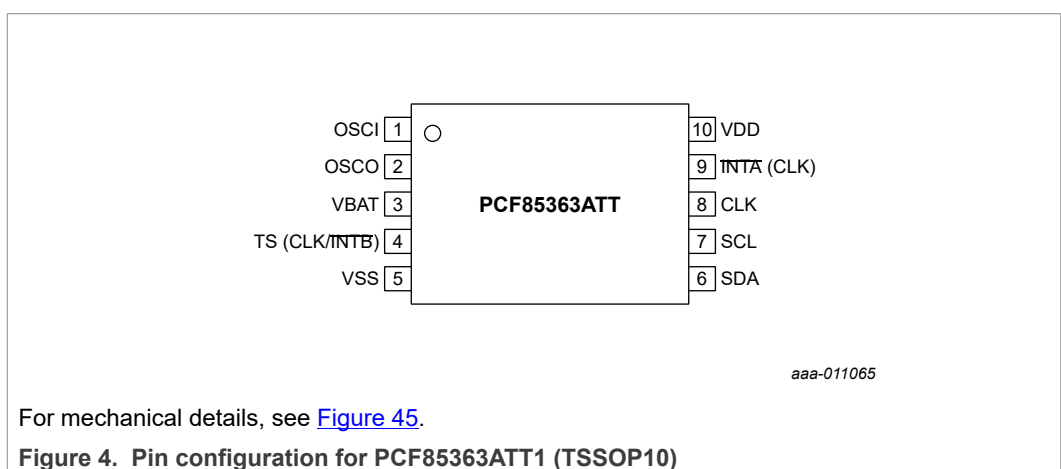 OSCI 1 10 VDD
OSCO 2 9 INTA (CLK)
VBAT 3 PCF85363ATT 8 CLK
TS (CLK/INTB) 4 7 SCL
VSS 5 6 SDA
aaa-011065
For mechanical details, see Figure 45.
Figure 4. Pin configuration for PCF85363ATT1 (TSSOP10)